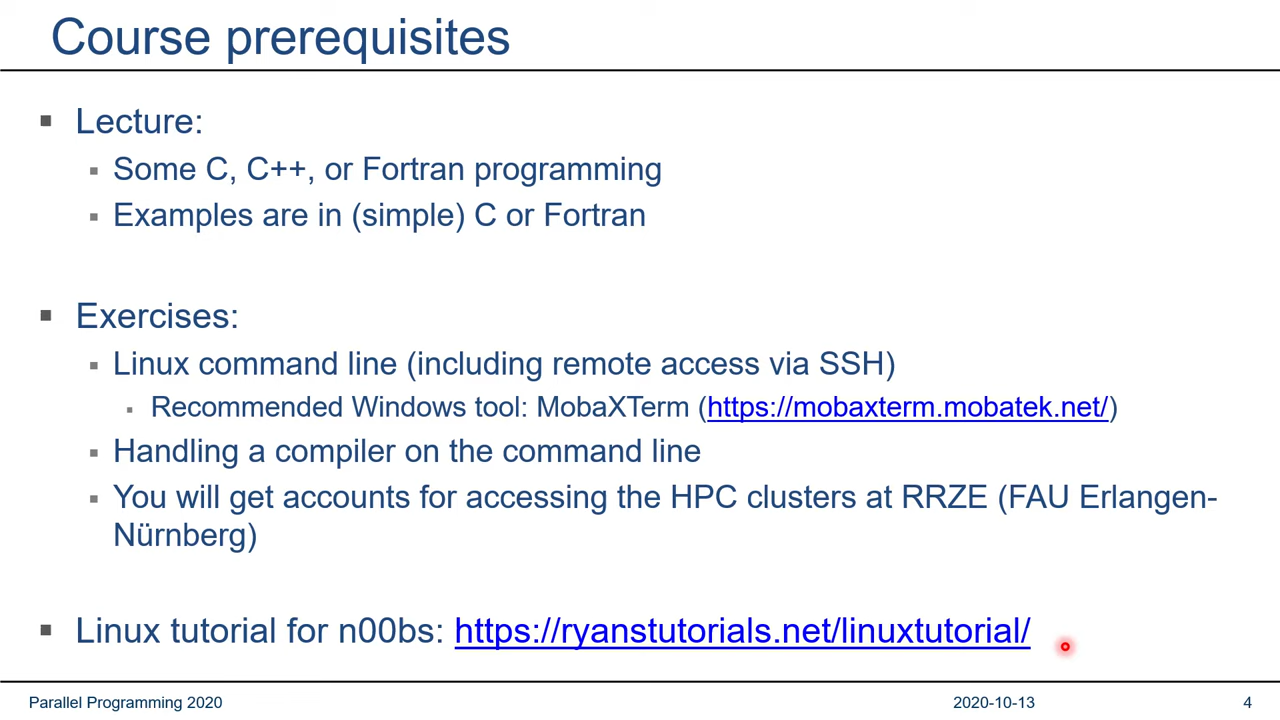 Course prerequisites
Lecture:
Some C, C++, or Fortran programming
Examples are in (simple) C or Fortran
Exercises:
Linux command line (including remote access via SSH)
Recommended Windows tool: MobaXTerm (https://mobaxterm.mobatek.net/)
Handling a compiler on the command line
You will get accounts for accessing the HPC clusters at RRZE (FAU Erlangen-
Nürnberg)
Linux tutorial for n00bs: https://ryanstutorials.net/linuxtutorial/
Parallel Programming 2020
2020-10-13
4